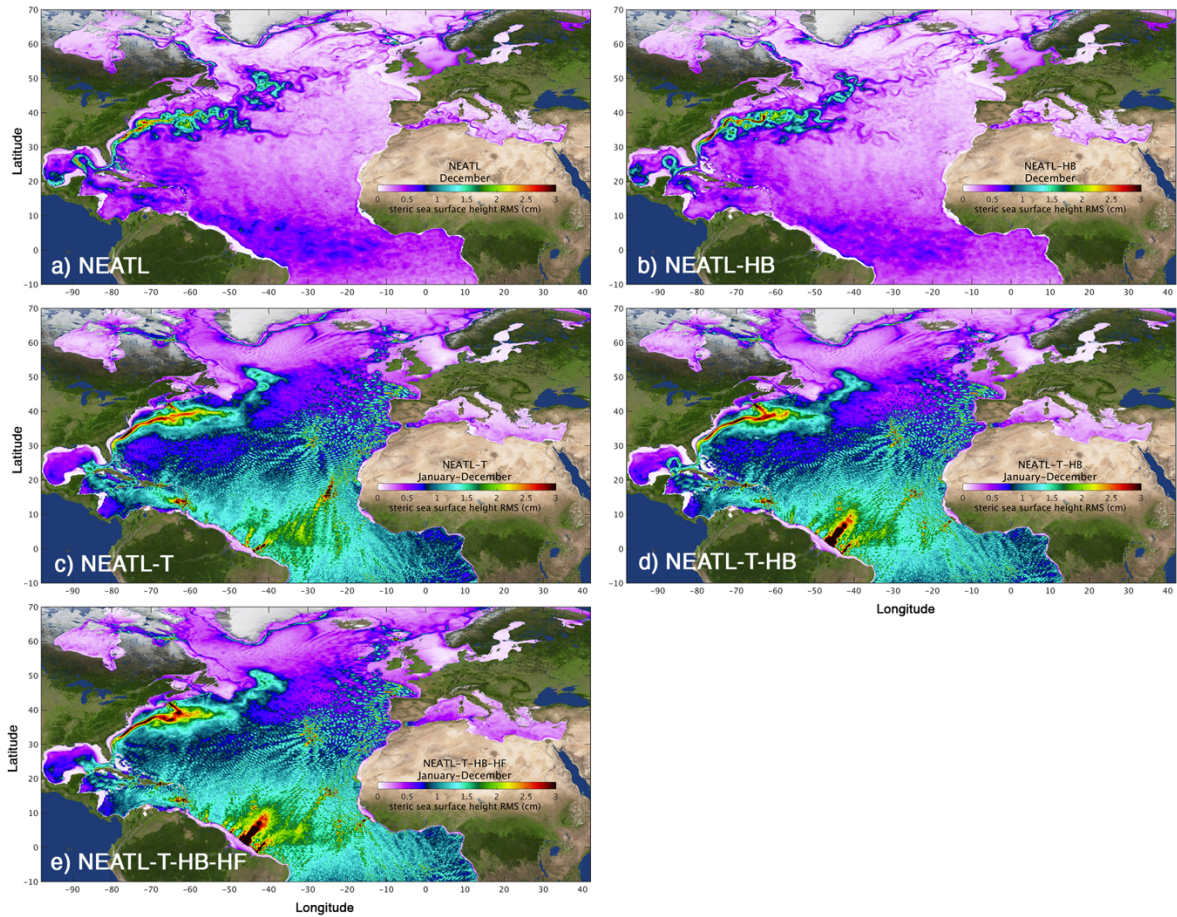 70
60
50
40
30
20
10
0
-10
Latitude
NEATL
December
0 0.5 1 1.5 2 2.5 3
steric sea surface height RMS (cm)
a) NEATL
-90 -80 -70 -60 -50 -40 -30 -20 -10 0 10 20 30 40
70
60
50
40
30
20
10
0
-10
NEATL-HB
December
0 0.5 1 1.5 2 2.5 3
steric sea surface height RMS (cm)
b) NEATL-HB
-90 -80 -70 -60 -50 -40 -30 -20 -10 0 10 20 30 40
70
60
50
40
30
20
10
0
-10
Latitude
NEATL-T
January-December
0 0.5 1 1.5 2 2.5 3
steric sea surface height RMS (cm)
c) NEATL-T
-90 -80 -70 -60 -50 -40 -30 -20 -10 0 10 20 30 40
70
60
50
40
30
20
10
0
-10
NEATL-T-HB
January-December
0 0.5 1 1.5 2 2.5 3
steric sea surface height RMS (cm)
d) NEATL-T-HB
-90 -80 -70 -60 -50 -40 -30 -20 -10 0 10 20 30 40
Longitude
70
60
50
40
30
20
10
0
-10
Latitude
NEATL-T-HB-HF
January-December
0 0.5 1 1.5 2 2.5 3
steric sea surface height RMS (cm)
e) NEATL-T-HB-HF
-90 -80 -70 -60 -50 -40 -30 -20 -10 0 10 20 30 40
Longitude